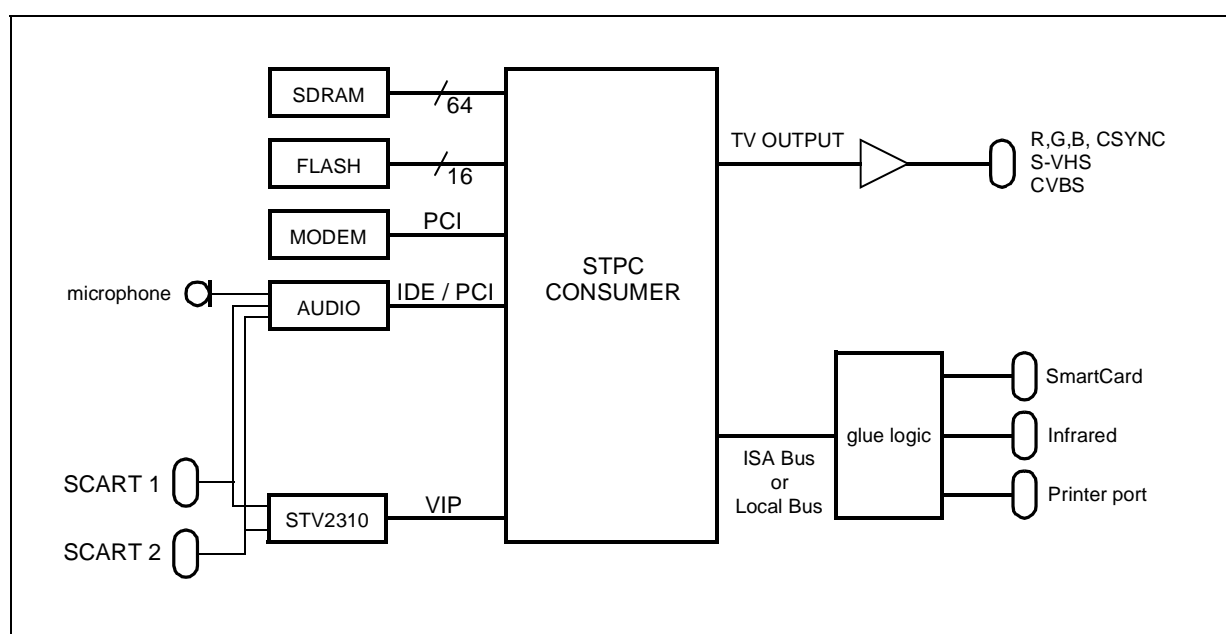 SDRAM
64
FLASH
16
MODEM
PCI
microphone
AUDIO
IDE / PCI
SCART 1
SCART 2
STV2310
VIP
STPC
CONSUMER
TV OUTPUT
R,G,B, CSYNC
S-VHS
CVBS
ISA Bus
or
Local Bus
glue logic
SmartCard
Infrared
Printer port